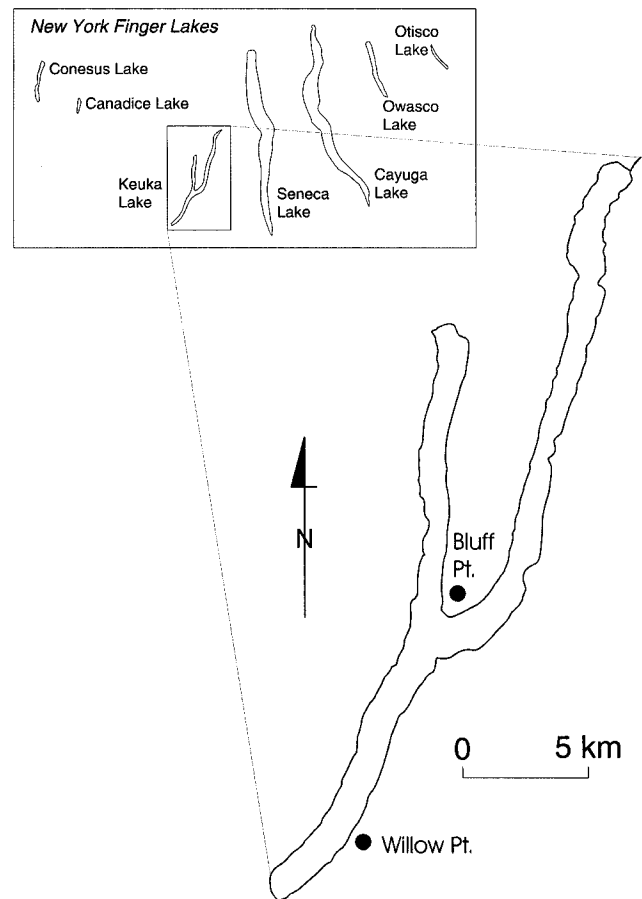 New York Finger Lakes
Otisco
Lake
Conesus Lake
Canadice Lake
Owasco
Lake
Keuka
Lake
Seneca
Lake
Cayuga
Lake
N
Bluff
Pt.
0 5 km
Willow Pt.